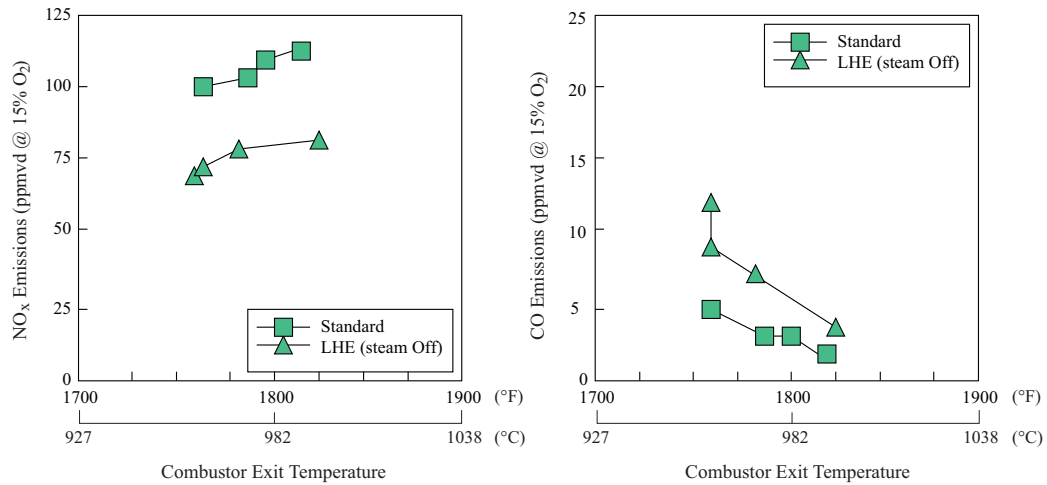 NOx Emissions (ppmvd @ 15% O2)
125
100
75
50
25
0
Standard
LHE (steam Off)
1700
1800
1900
(°F)
927
982
1038
(°C)
Combustor Exit Temperature
CO Emissions (ppmvd @ 15% O2)
25
20
15
10
5
0
Standard
LHE (steam Off)
1700
1800
1900
(°F)
927
982
1038
(°C)
Combustor Exit Temperature